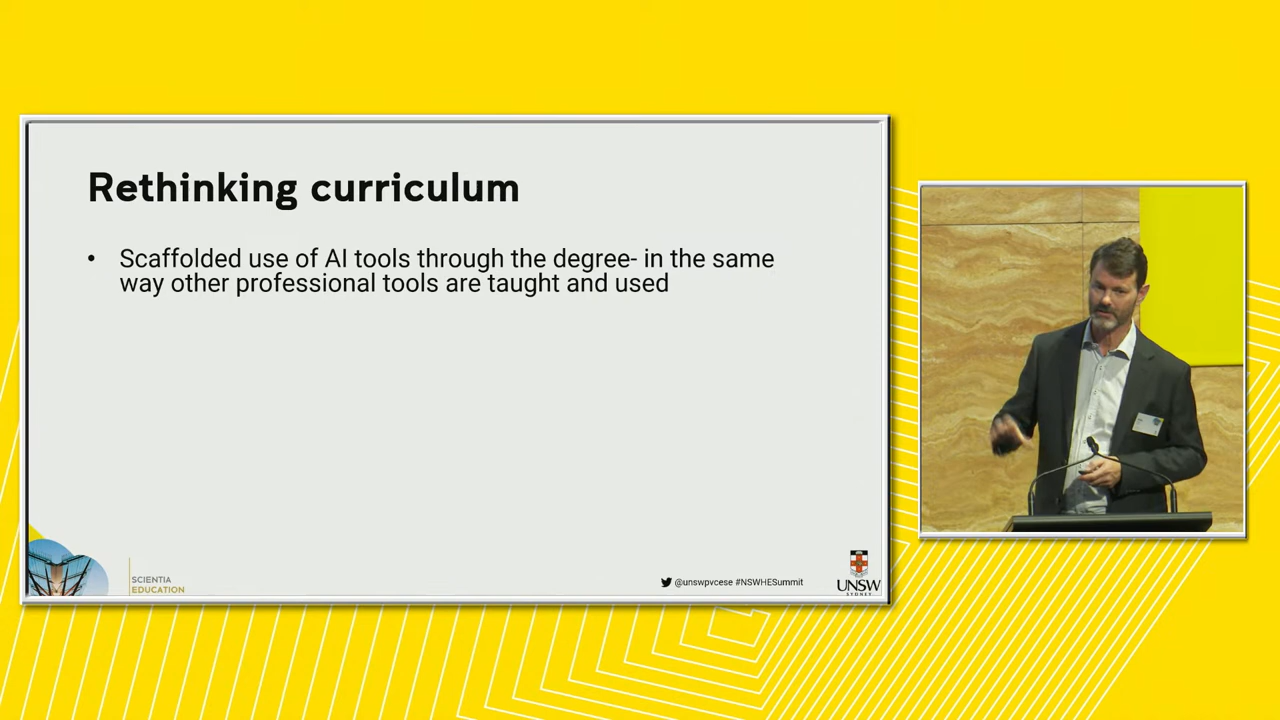 Rethinking curriculum
• Scaffolded use of AI tools through the degree- in the same
way other professional tools are taught and used
SCIENTIA
EDUCATION
@unswpvcese #NSWHESummit
UNSW
SYDNEY